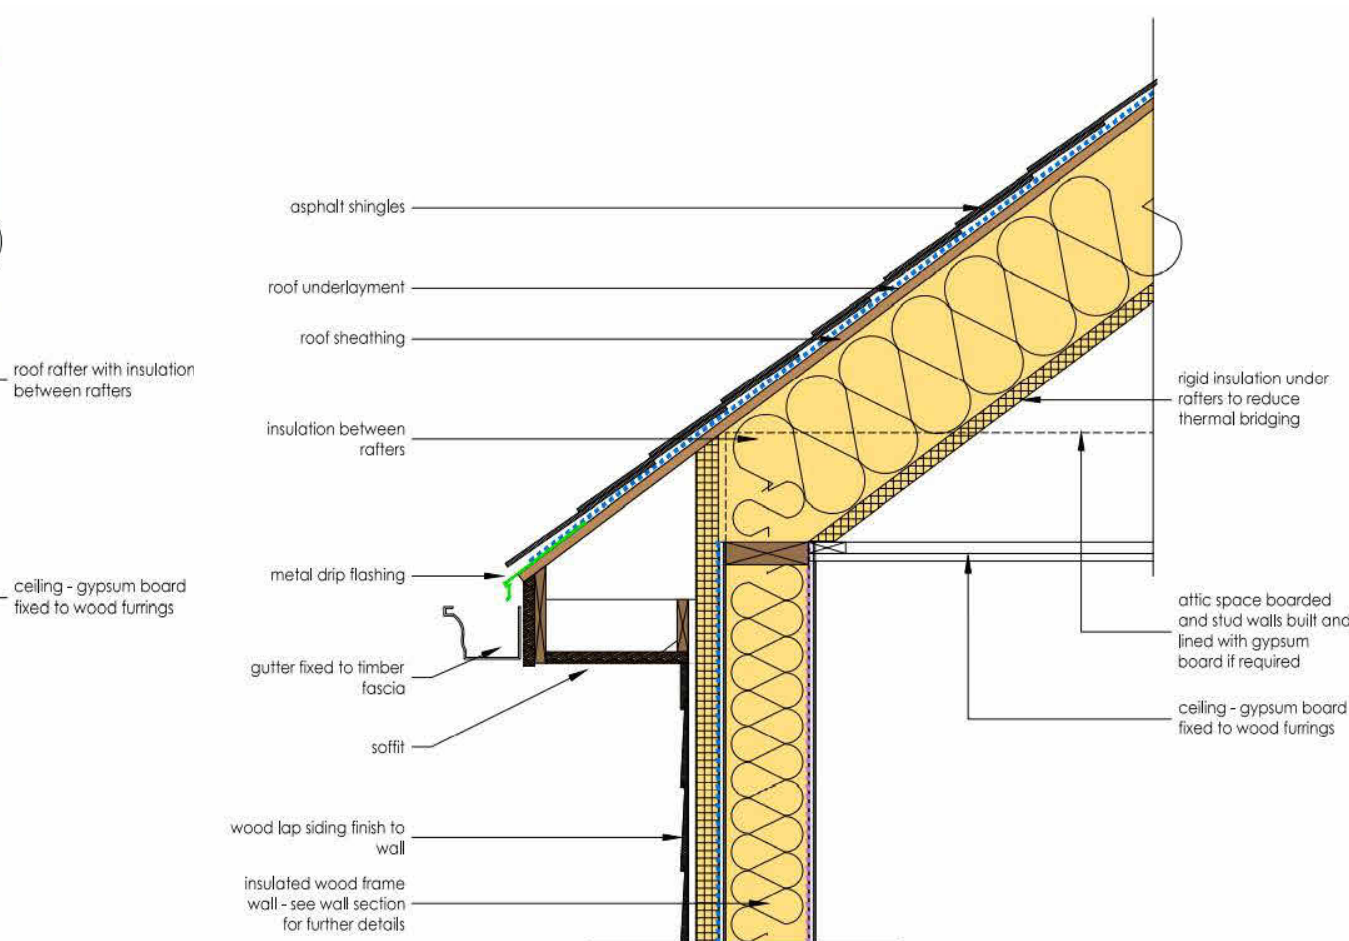 roof rafter with insulation
between rafters
ceiling - gypsum board
fixed to wood furrings
asphalt shingles
roof underlayment
roof sheathing
insulation between
rafters
metal drip flashing
gutter fixed to timber
fascia
soffit
wood lap siding finish to
wall
insulated wood frame
wall - see wall section
for further details
rigid insulation under
rafters to reduce
thermal bridging
attic space boarded
and stud walls built and
lined with gypsum
board if required
ceiling - gypsum board
fixed to wood furrings